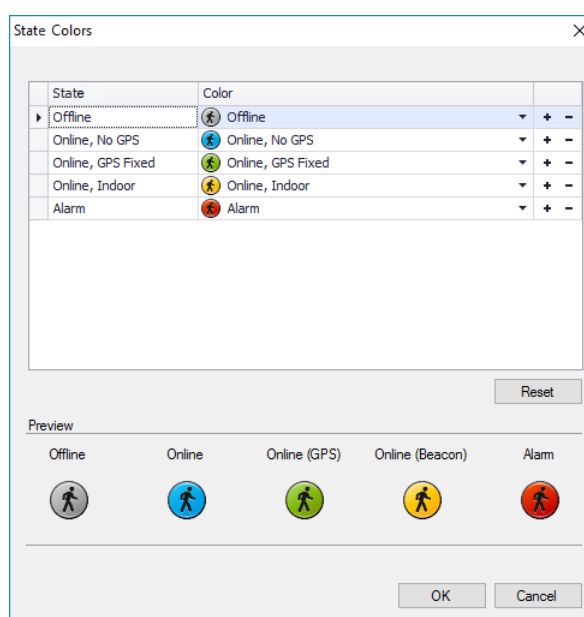 State Colors
State Color
Offline Offline
Online, No GPS Online, No GPS
Online, GPS Fixed Online, GPS Fixed
Online, Indoor Online, Indoor
Alarm Alarm
Reset
Preview
Offline Online Online (GPS) Online (Beacon) Alarm
OK Cancel